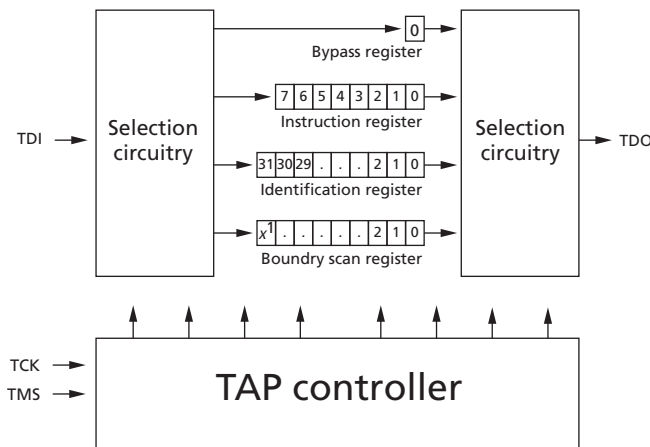 0
Bypass register
7 6 5 4 3 2 1 0
Instruction register
TDI
Selection
circuitry
Selection
circuitry
TDO
31 30 29 . . . 2 1 0
Identification register
x1 . . . . . 2 1 0
Boundry scan register
TCK
TMS
TAP controller